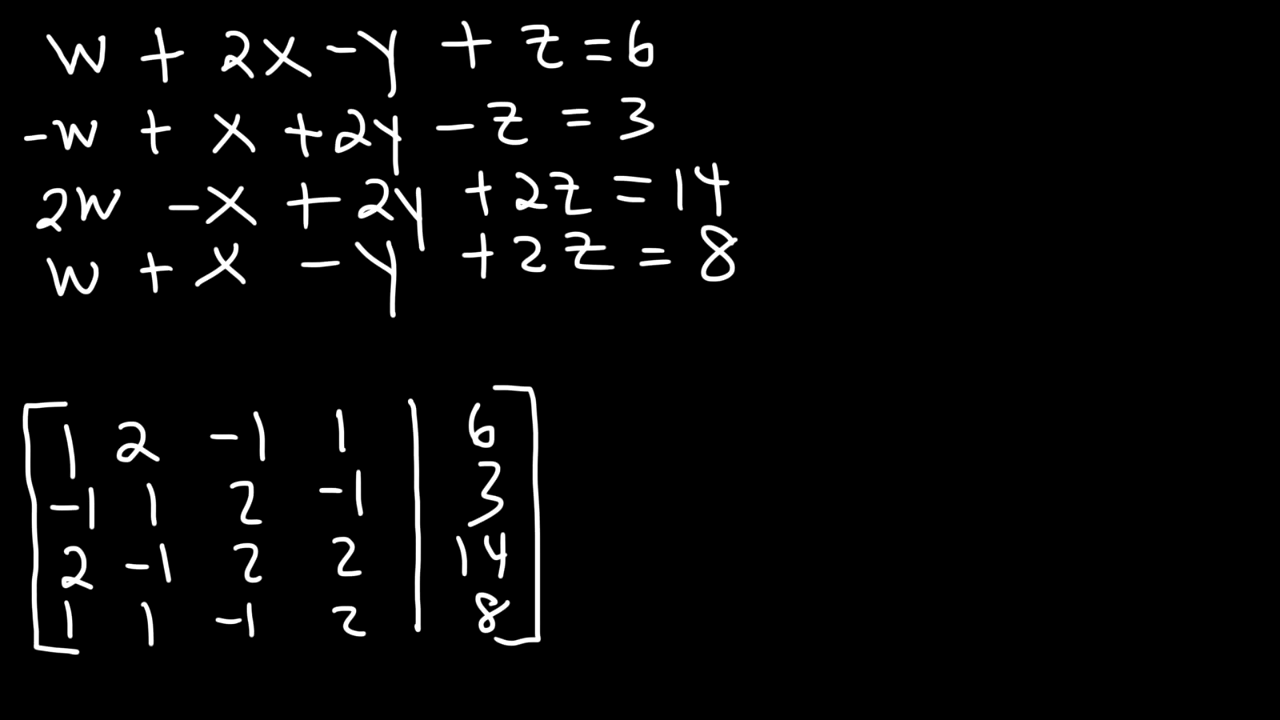 w + 2x - y + z = 6
-w + x + 2y - z = 3
2w - x + 2y + 2z = 14
w + x - y + 2z = 8
1 2 -1 1 | 6
-1 1 2 -1 | 3
2 -1 2 2 | 14
1 1 -1 2 | 8